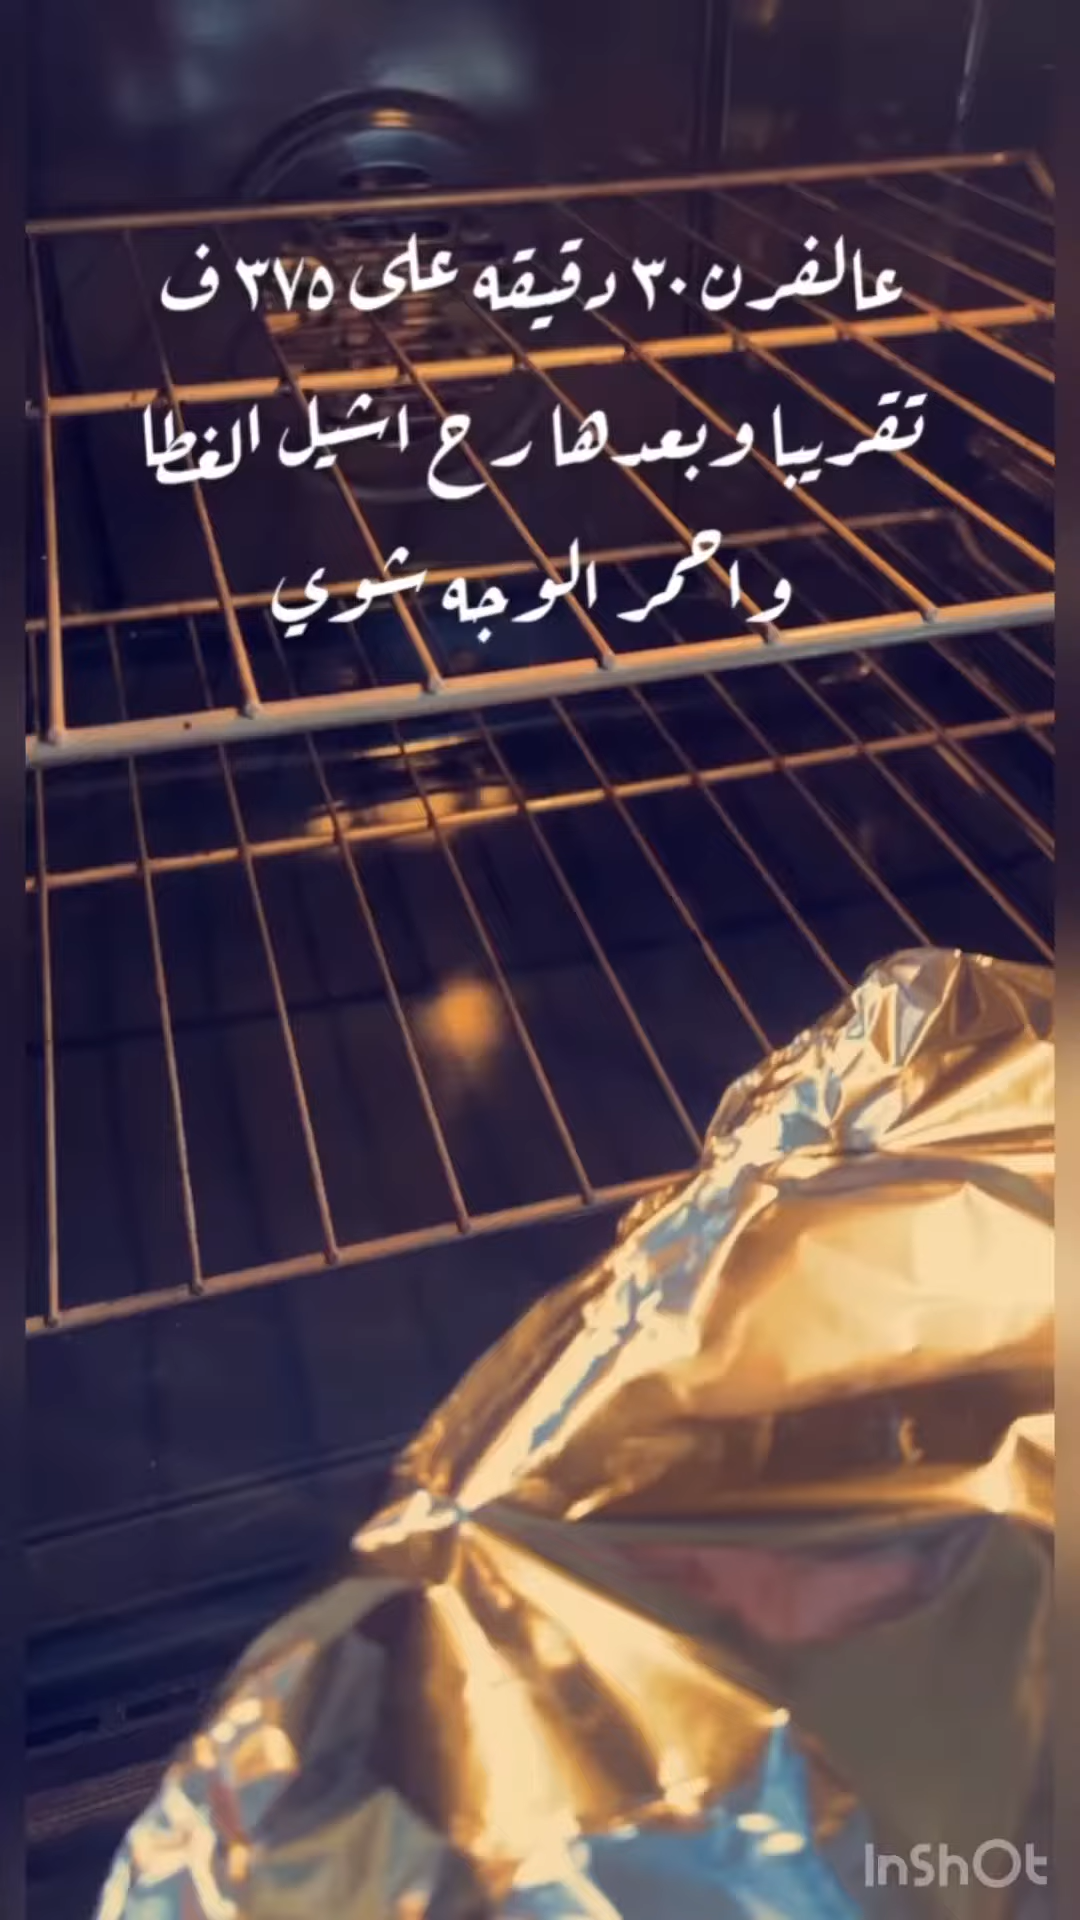 عالفرن ٣٠ دقيقه على ٣٧٥ ف
تقريبا وبعدها رح اشيل الغطا
واحمر الوجه شوي
InShOt